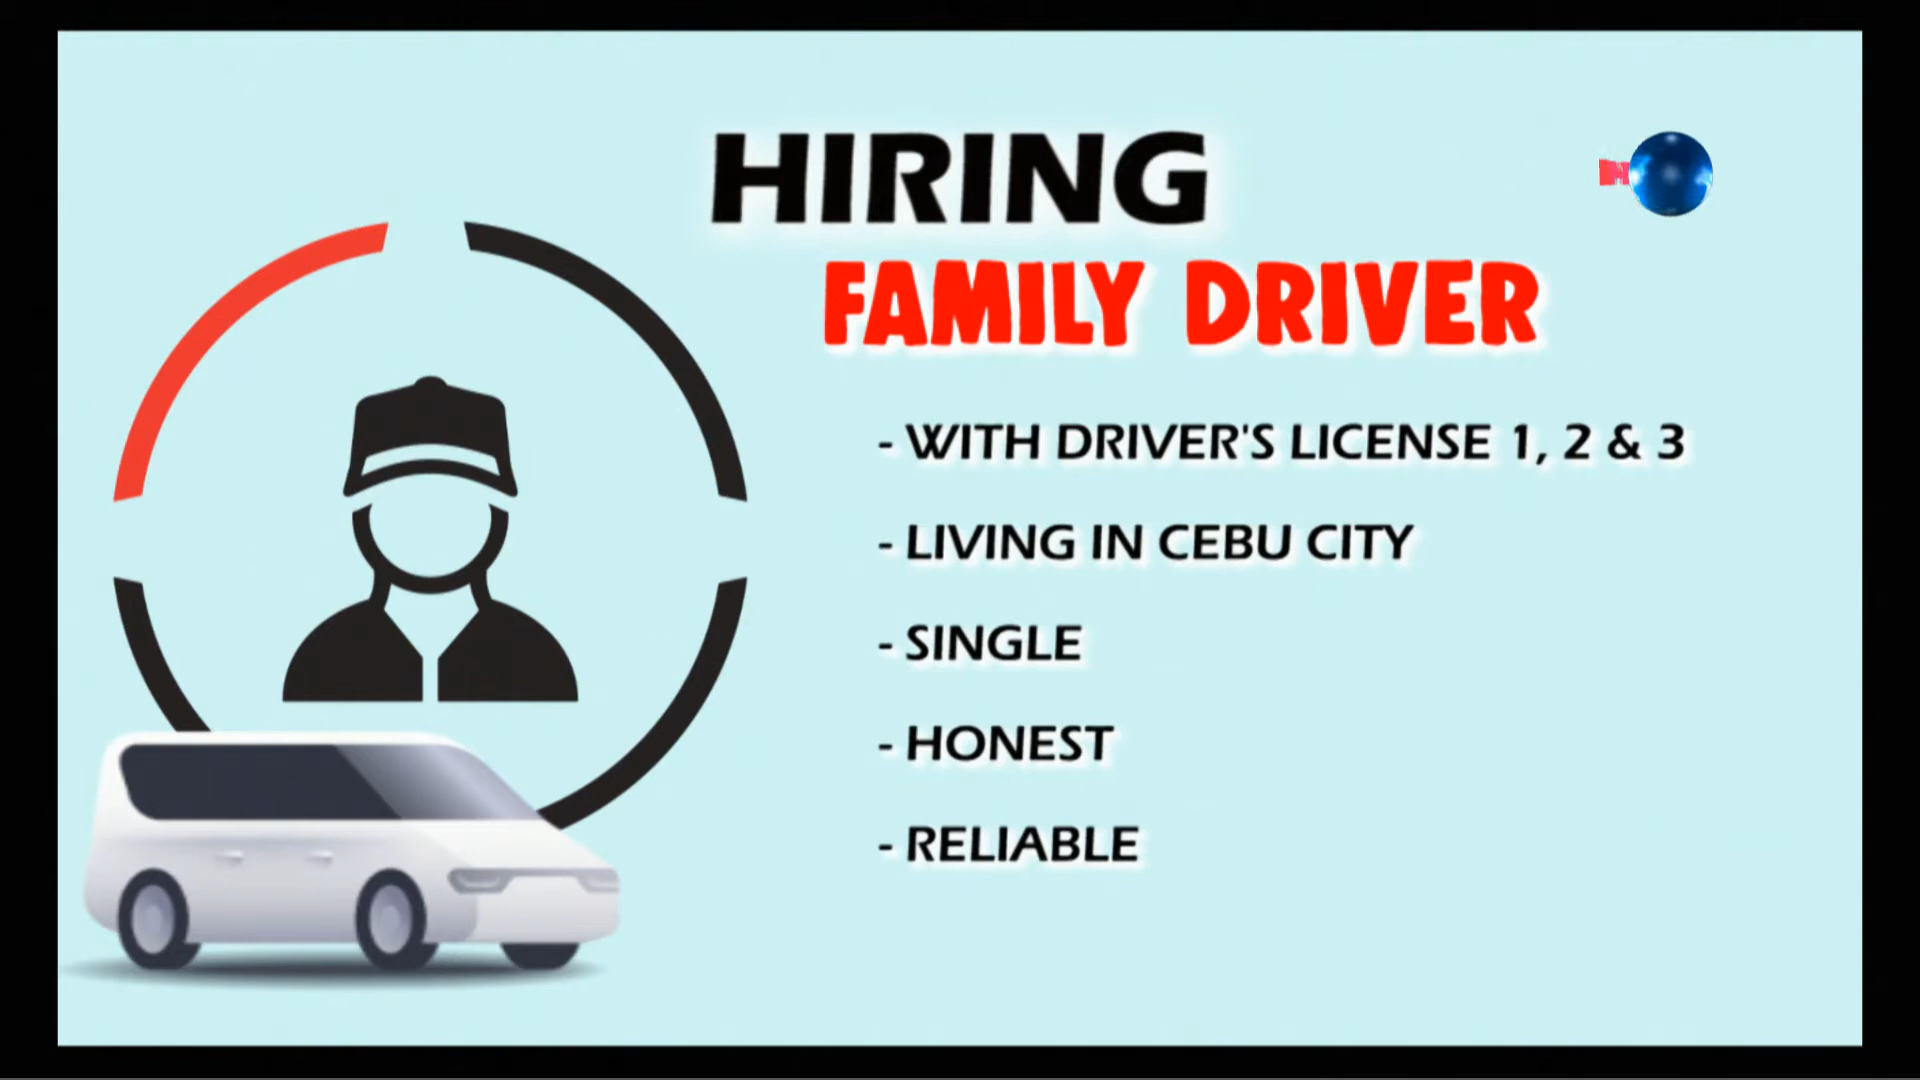 HIRING
FAMILY DRIVER
- WITH DRIVER'S LICENSE 1, 2 & 3
- LIVING IN CEBU CITY
- SINGLE
- HONEST
- RELIABLE